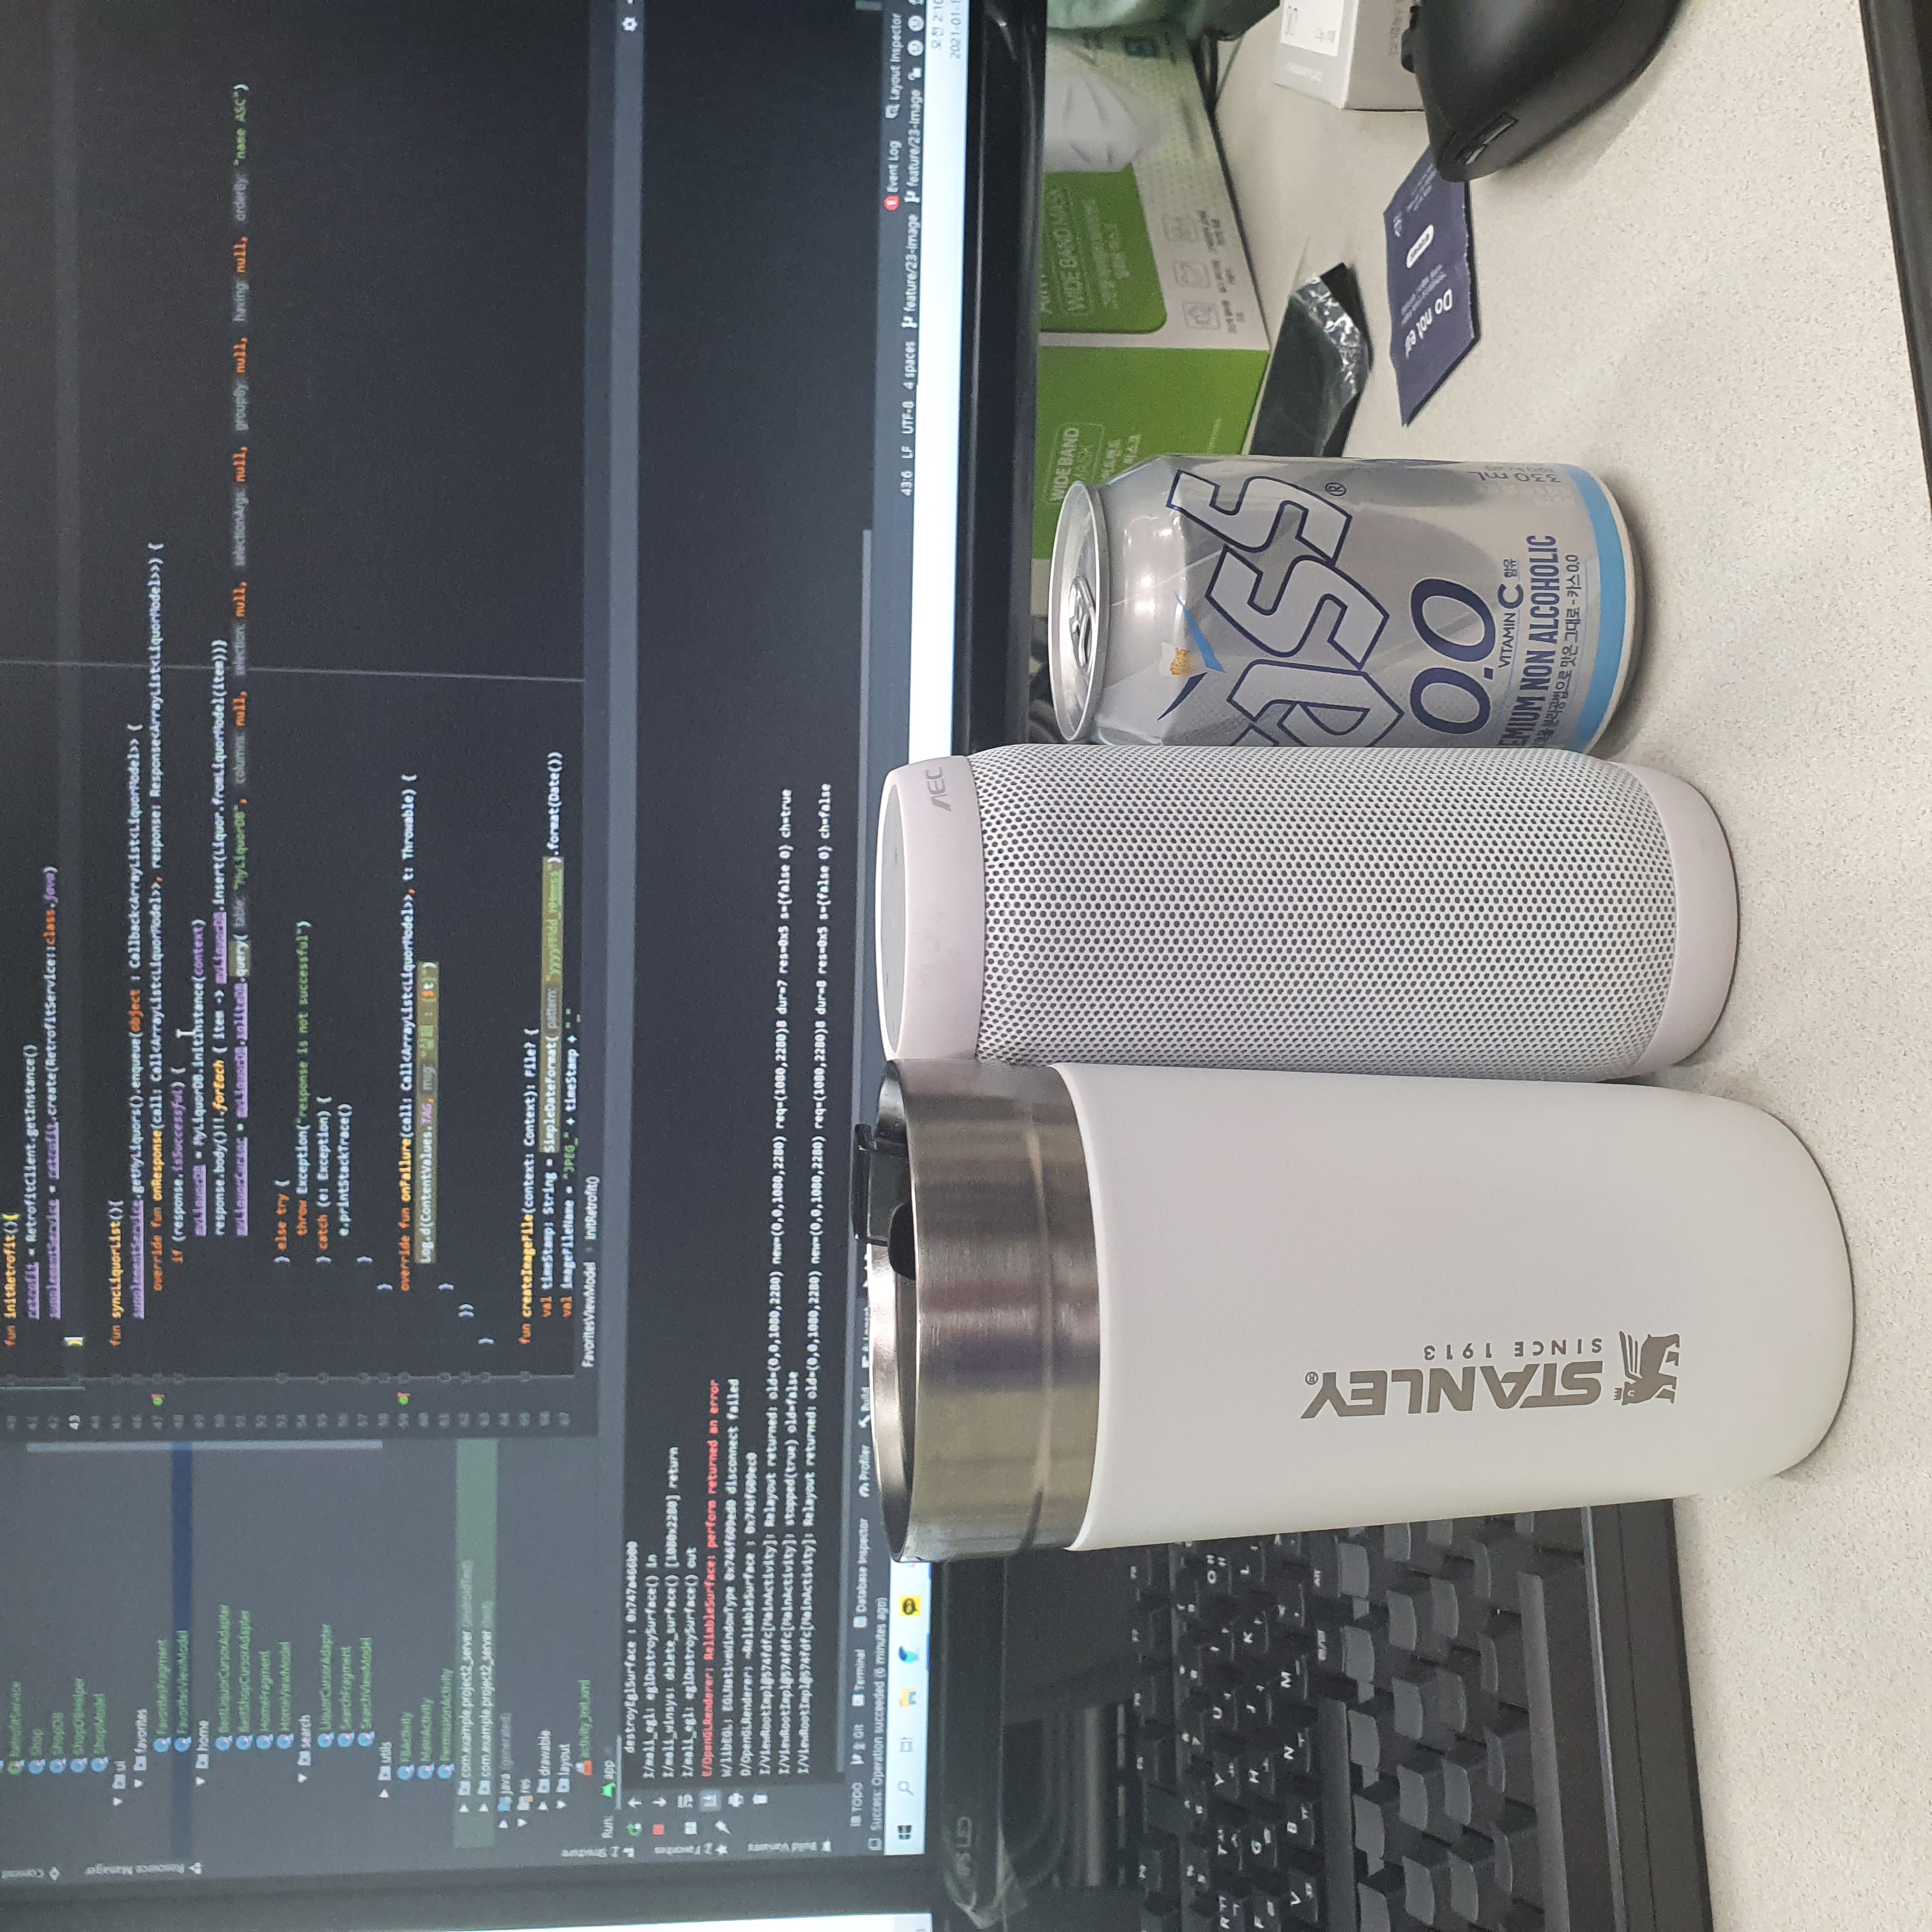 RetrofitService
Shop
ShopDB
ShopDBHelper
ShopModel
ui
favorites
FavoritesFragment
FavoritesViewModel
home
BestLiquorCursorAdapter
BestShopCursorAdapter
HomeFragment
HomeViewModel
search
LiquorCursorAdapter
SearchFragment
SearchViewModel
utils
FBActivity
MainActivity
PermissionActivity
com.example.project2_server (androidTest)
com.example.project2_server (test)
java (generated)
res
drawable
layout
activity_init.xml
Resource Manager
fun initRetrofit(){
retrofit = RetrofitClient.getInstance()
supplementService = retrofit.create(RetrofitService::class.java)
}
fun syncLiquorList(){
supplementService.getMyLiquors().enqueue(object : Callback<ArrayList<LiquorModel>> {
override fun onResponse(call: Call<ArrayList<LiquorModel>>, response: Response<ArrayList<LiquorModel>>) {
if (response.isSuccessful) {
myLiquorDB = MyLiquorDB.initInstance(context)
response.body()!!.forEach { item -> myLiquorDB.insert(Liquor.fromLiquorModel(item))}
myLiquorCursor = myLiquorDB.sqliteDB.query( table: "MyLiquorDB", columns: null, selection: null, selectionArgs: null, groupBy: null, having: null, orderBy: "name ASC")
} else try {
throw Exception("response is not successful")
} catch (e: Exception) {
e.printStackTrace()
}
}
override fun onFailure(call: Call<ArrayList<LiquorModel>>, t: Throwable) {
Log.d(ContentValues.TAG, msg: "실패 : {$t}")
}
})
}
fun createImageFile(context: Context): File? {
val timeStamp: String = SimpleDateFormat( pattern: "yyyyMMdd_HHmmss").format(Date())
val imageFileName = "JPEG_" + timeStamp + "_"
FavoritesViewModel › initRetrofit()
Run: app
destroyEglSurface : 0x747a466b00
I/mali_egl: eglDestroySurface() in
I/mali_winsys: delete_surface() [1080x2280] return
I/mali_egl: eglDestroySurface() out
E/OpenGLRenderer: ReliableSurface: perform returned an error
W/libEGL: EGLNativeWindowType 0x746f609ed0 disconnect failed
D/OpenGLRenderer: ~ReliableSurface : 0x746f609ec0
I/ViewRootImpl@574fdfc[MainActivity]: Relayout returned: old=(0,0,1080,2280) new=(0,0,1080,2280) req=(1080,2280)8 dur=7 res=0x5 s={false 0} ch=true
I/ViewRootImpl@574fdfc[MainActivity]: stopped(true) old=false
I/ViewRootImpl@574fdfc[MainActivity]: Relayout returned: old=(0,0,1080,2280) new=(0,0,1080,2280) req=(1080,2280)8 dur=8 res=0x5 s={false 0} ch=false
TODO Git Terminal Database Inspector Profiler Build
Event Log Layout Inspector
Success: Operation succeeded (6 minutes ago)
43:6 LF UTF-8 4 spaces feature/23-image feature/23-image
오전 2:10
2021-01-1
IPS LED
STANLEY®
SINCE 1913
AEC
ass®
0.0
VITAMIN C 함유
EMIUM NON ALCOHOLIC
분리공법으로 맛은 그대로 - 카스 0.0
330 mL
WIDE BAND
MASK
WIDE BAND MASK
Do not eat